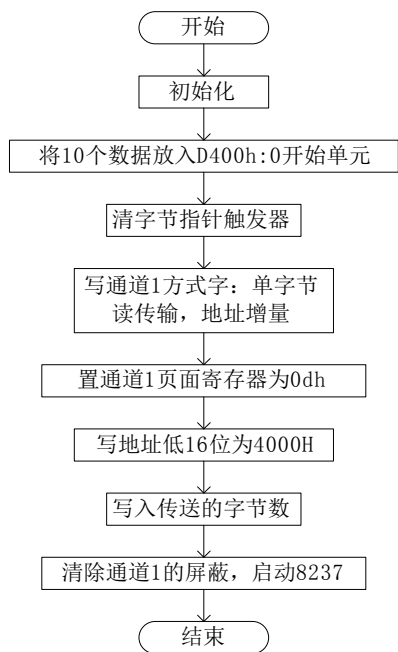 开始
初始化
将10个数据放入D400h:0开始单元
清字节指针触发器
写通道1方式字：单字节
读传输，地址增量
置通道1页面寄存器为0dh
写地址低16位为4000H
写入传送的字节数
清除通道1的屏蔽，启动8237
结束